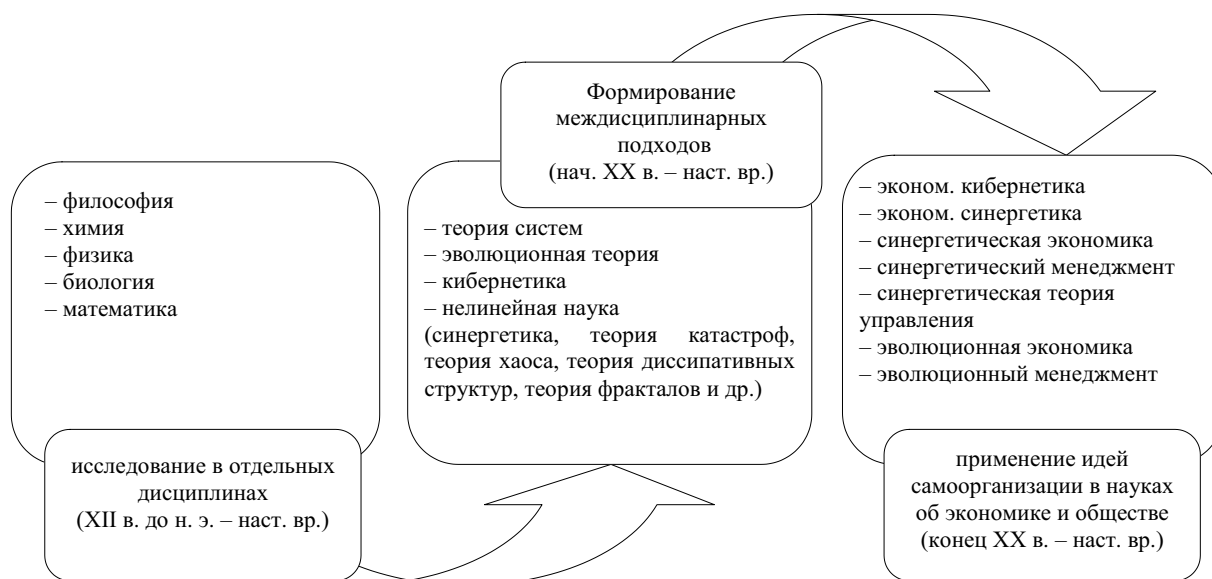 – философия
– химия
– физика
– биология
– математика
исследование в отдельных
дисциплинах
(XII в. до н. э. – наст. вр.)
Формирование
междисциплинарных
подходов
(нач. XX в. – наст. вр.)
– теория систем
– эволюционная теория
– кибернетика
– нелинейная наука
(синергетика, теория катастроф,
теория хаоса, теория диссипативных
структур, теория фракталов и др.)
– эконом. кибернетика
– эконом. синергетика
– синергетическая экономика
– синергетический менеджмент
– синергетическая теория
управления
– эволюционная экономика
– эволюционный менеджмент
применение идей
самоорганизации в науках
об экономике и обществе
(конец XX в. – наст. вр.)